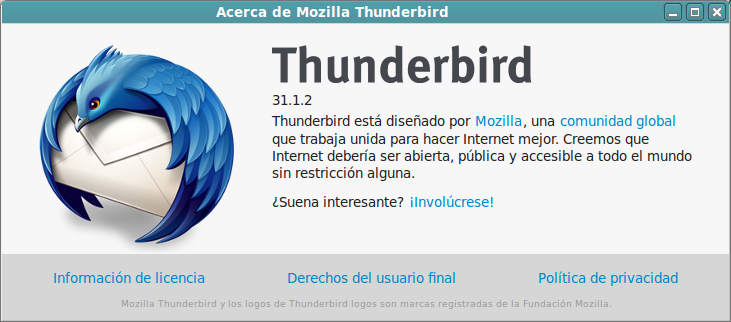 Acerca de Mozilla Thunderbird
Thunderbird
31.1.2
Thunderbird está diseñado por Mozilla, una comunidad global
que trabaja unida para hacer Internet mejor. Creemos que
Internet debería ser abierta, pública y accesible a todo el mundo
sin restricción alguna.
¿Suena interesante? ¡Involúcrese!
Información de licencia Derechos del usuario final Política de privacidad
Mozilla Thunderbird y los logos de Thunderbird logos son marcas registradas de la Fundación Mozilla.